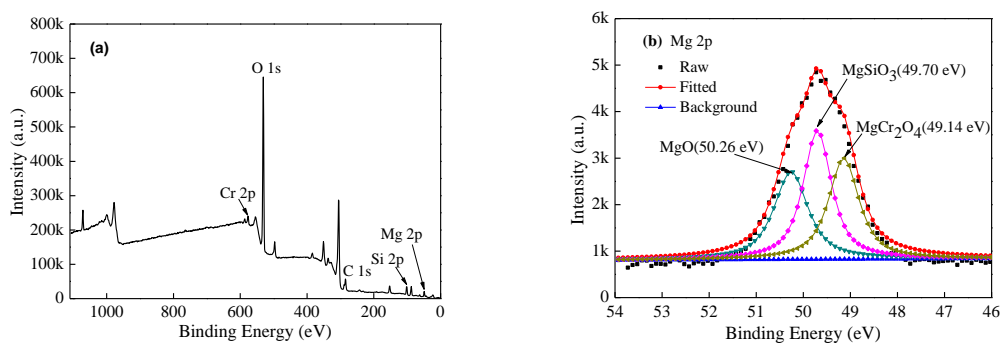 800k
700k
600k
500k
400k
300k
200k
100k
0
Intensity (a.u.)
(a)
O 1s
Cr 2p
C 1s
Si 2p
Mg 2p
1000 800 600 400 200 0
Binding Energy (eV)
6k
5k
4k
3k
2k
1k
0
Intensity (a.u.)
(b) Mg 2p
Raw
Fitted
Background
MgSiO3(49.70 eV)
MgCr2O4(49.14 eV)
MgO(50.26 eV)
54 53 52 51 50 49 48 47 46
Binding Energy (eV)